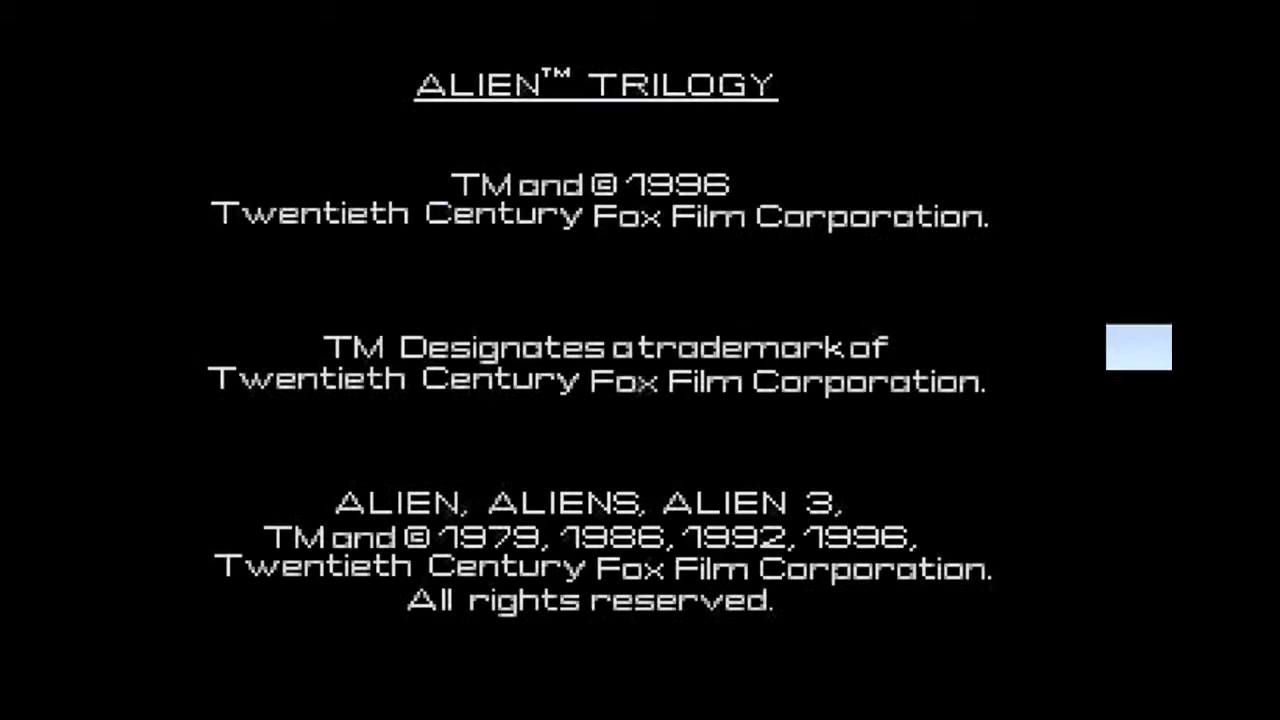 ALIEN™ TRILOGY
TM and © 1996
Twentieth Century Fox Film Corporation.
TM Designates a trademark of
Twentieth Century Fox Film Corporation.
ALIEN, ALIENS, ALIEN 3,
TM and © 1979, 1986, 1992, 1996,
Twentieth Century Fox Film Corporation.
All rights reserved.